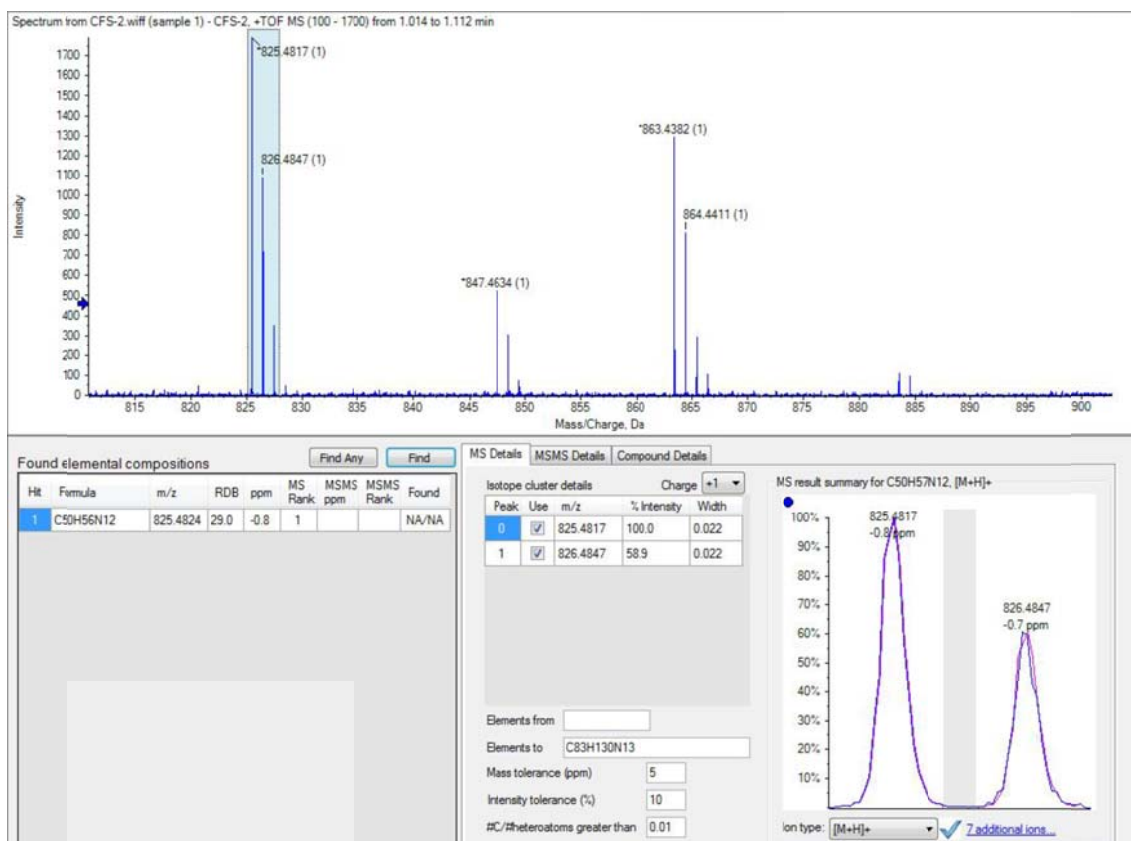 Spectrum from CFS-2.wiff (sample 1) - CFS-2, +TOF MS (100 - 1700) from 1.014 to 1.112 min
1700
1600
1500
1400
1300
1200
1100
1000
900
800
700
600
500
400
300
200
100
0
Intensity
*825.4817 (1)
826.4847 (1)
*847.4634 (1)
*863.4382 (1)
864.4411 (1)
815 820 825 830 835 840 845 850 855 860 865 870 875 880 885 890 895 900
Mass/Charge, Da
Found elemental compositions
Find Any
Find
Hit Formula m/z RDB ppm MS Rank MSMS ppm MSMS Rank Found
1 C50H56N12 825.4824 29.0 -0.8 1 NA/NA
MS Details MSMS Details Compound Details
Isotope cluster details Charge +1
Peak Use m/z % Intensity Width
0 825.4817 100.0 0.022
1 826.4847 58.9 0.022
Elements from
Elements to C83H130N13
Mass tolerance (ppm) 5
Intensity tolerance (%) 10
#C/#heteroatoms greater than 0.01
MS result summary for C50H57N12, [M+H]+
100%
90%
80%
70%
60%
50%
40%
30%
20%
10%
825.4817
-0.8 ppm
826.4847
-0.7 ppm
Ion type: [M+H]+ 7 additional ions...